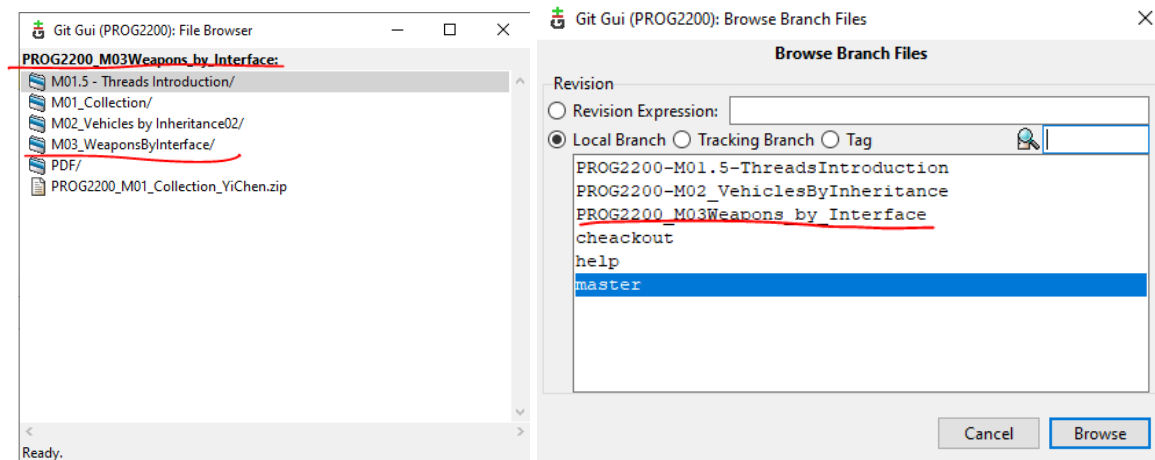 Git Gui (PROG2200): File Browser
PROG2200_M03Weapons_by_Interface:
M01.5 - Threads Introduction/
M01_Collection/
M02_Vehicles by Inheritance02/
M03_WeaponsByInterface/
PDF/
PROG2200_M01_Collection_YiChen.zip
Ready.
Git Gui (PROG2200): Browse Branch Files
Browse Branch Files
Revision
Revision Expression:
Local Branch Tracking Branch Tag
PROG2200-M01.5-ThreadsIntroduction
PROG2200-M02_VehiclesByInheritance
PROG2200_M03Weapons_by_Interface
cheackout
help
master
Cancel Browse